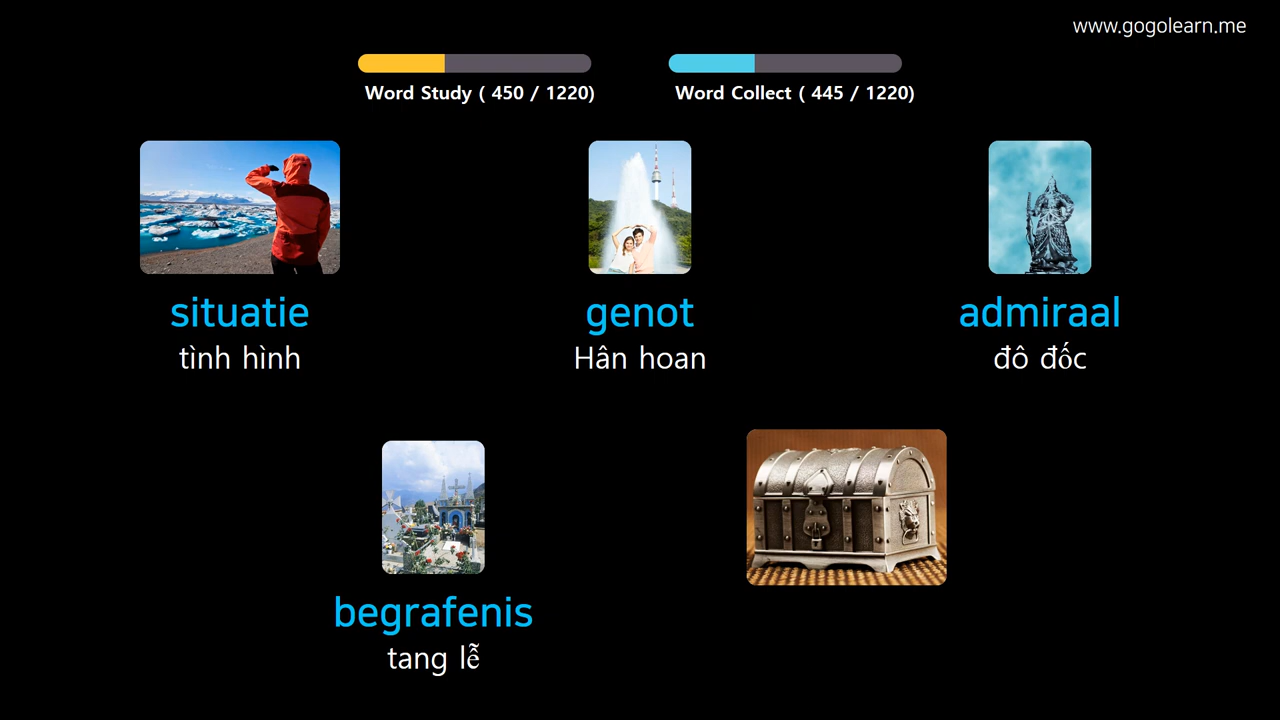 www.gogolearn.me
Word Study ( 450 / 1220)
Word Collect ( 445 / 1220)
situatie
tình hình
genot
Hân hoan
admiraal
đô đốc
begrafenis
tang lễ